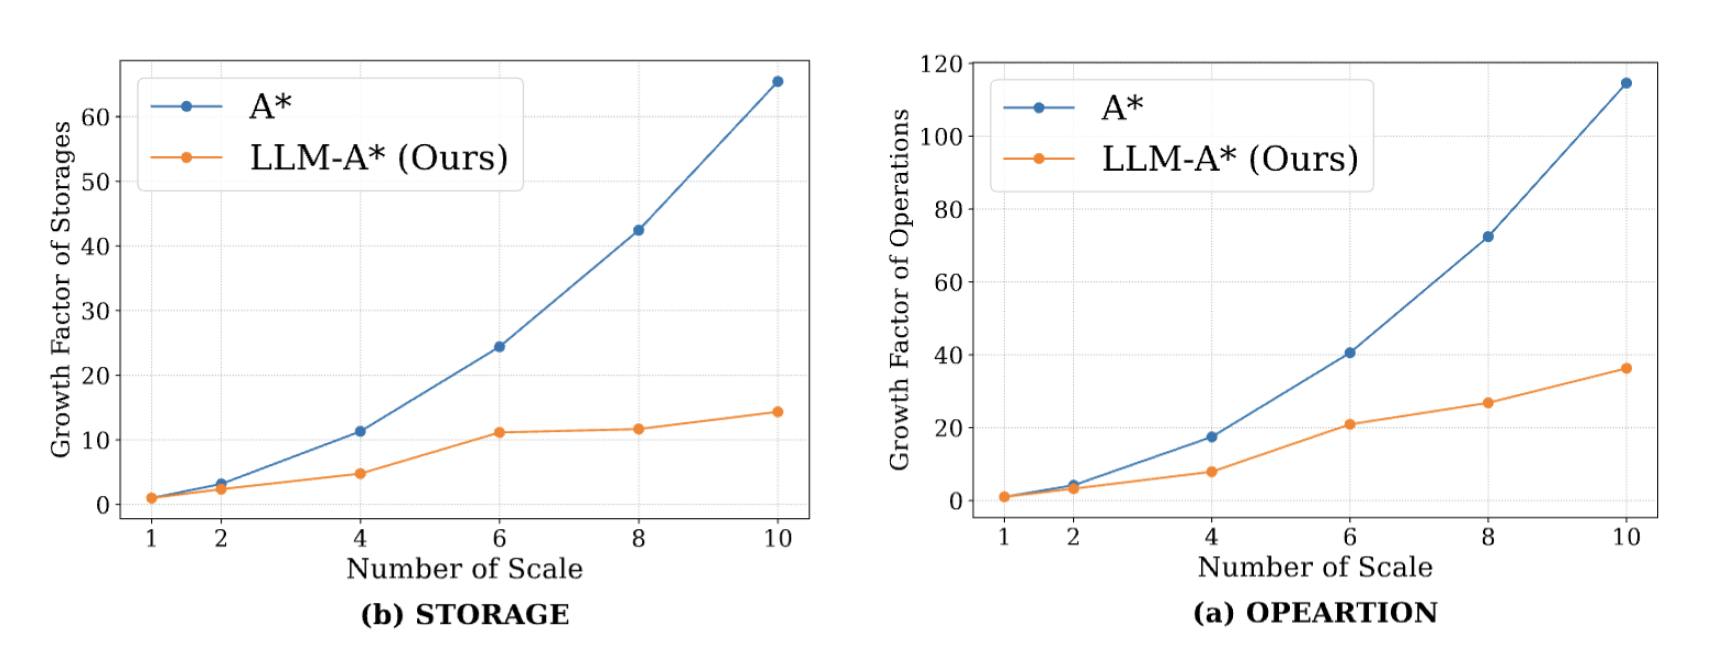 A*
LLM-A* (Ours)
Growth Factor of Storages
60
50
40
30
20
10
0
1 2 4 6 8 10
Number of Scale
(b) STORAGE
A*
LLM-A* (Ours)
Growth Factor of Operations
120
100
80
60
40
20
0
1 2 4 6 8 10
Number of Scale
(a) OPEARTION